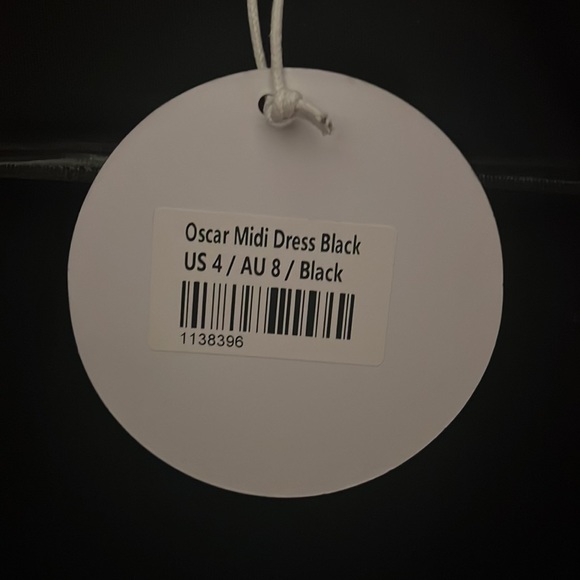 Oscar Midi Dress Black
US 4 / AU 8 / Black
1138396